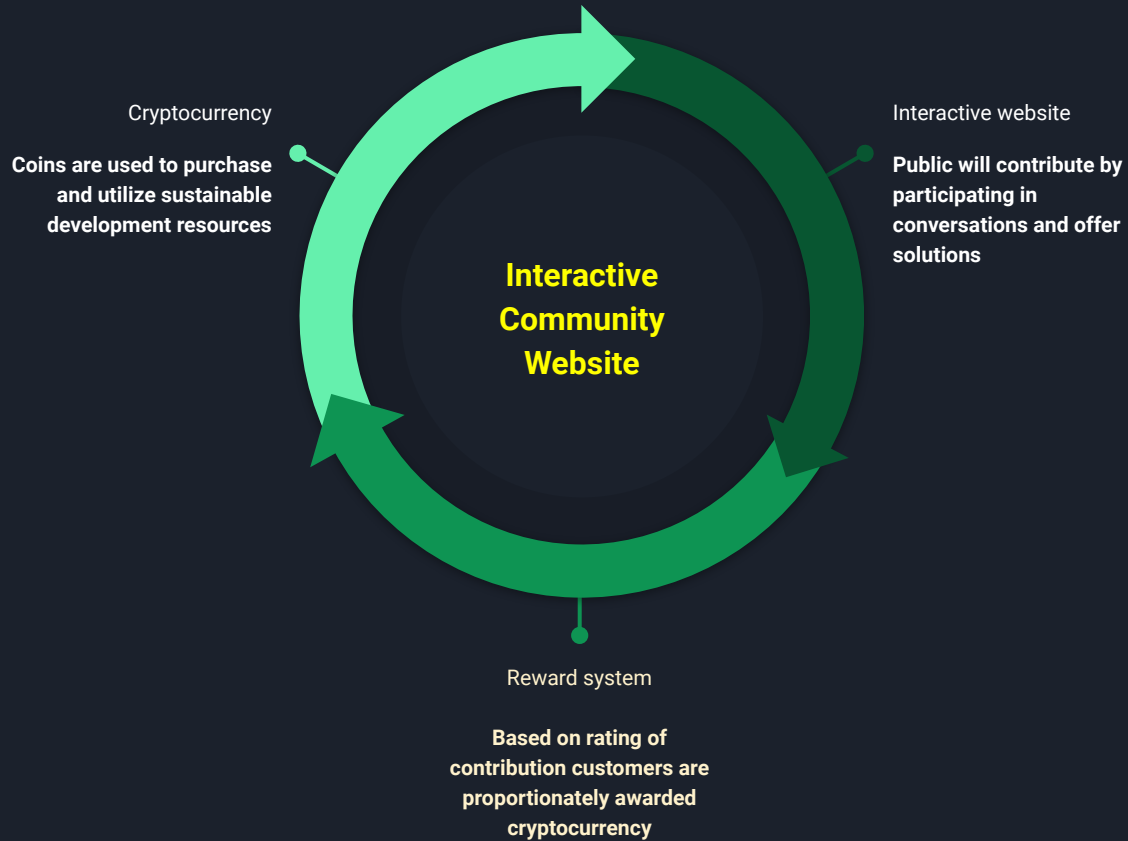 Cryptocurrency
Coins are used to purchase
and utilize sustainable
development resources
Interactive website
Public will contribute by
participating in
conversations and offer
solutions
Interactive
Community
Website
Reward system
Based on rating of
contribution customers are
proportionately awarded
cryptocurrency